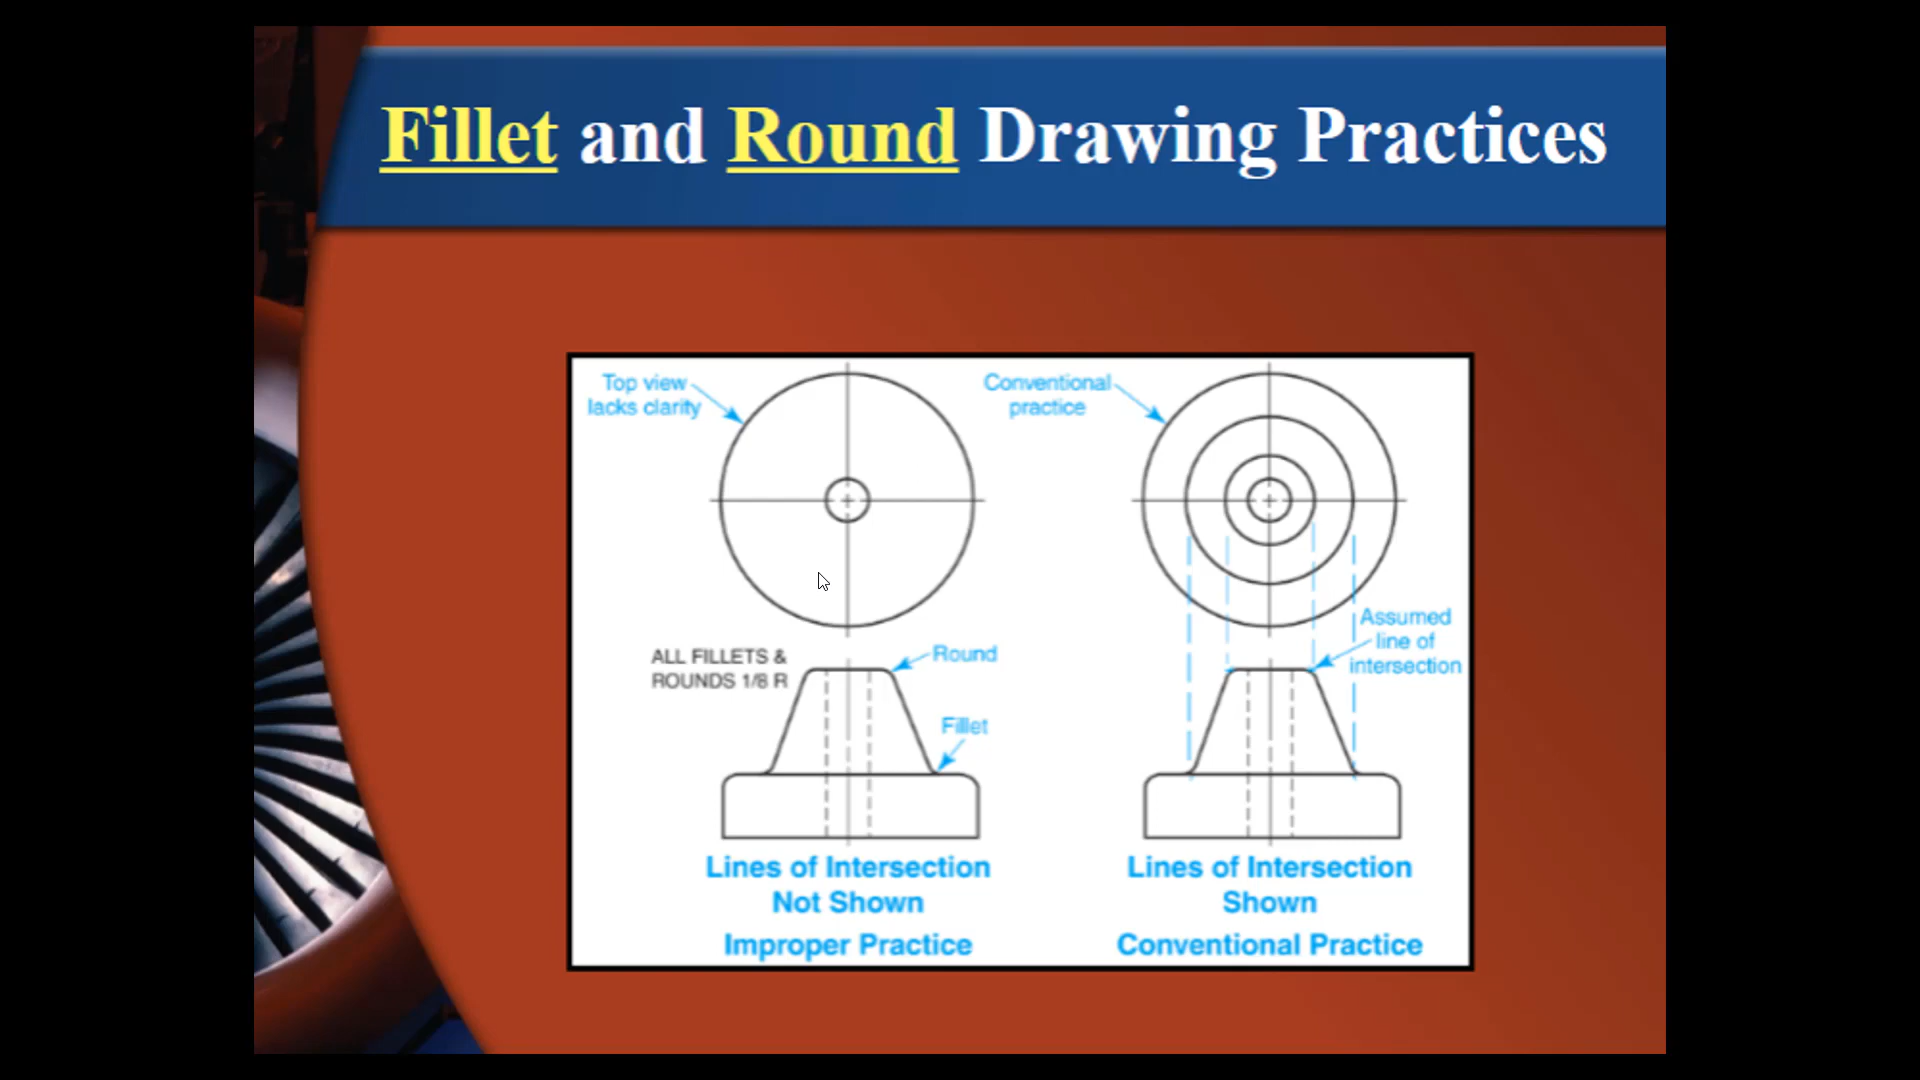 Fillet and Round Drawing Practices
Top view
lacks clarity
Conventional
practice
ALL FILLETS &
ROUNDS 1/8 R
Round
Fillet
Assumed
line of
intersection
Lines of Intersection
Not Shown
Improper Practice
Lines of Intersection
Shown
Conventional Practice